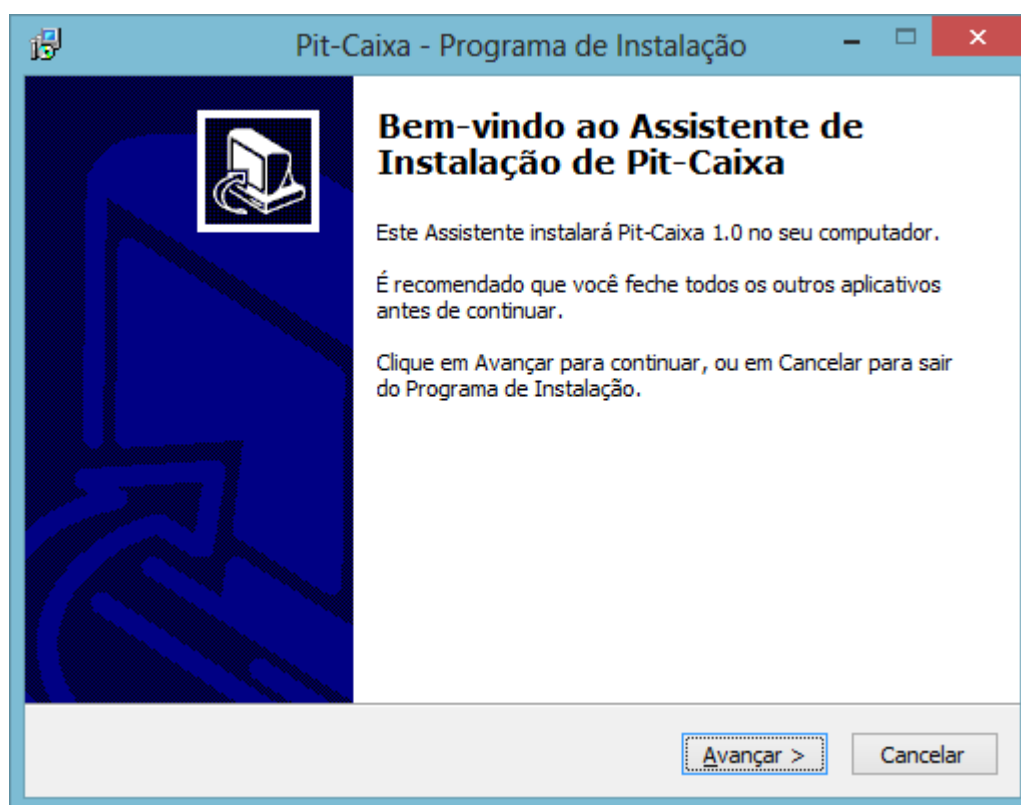 Pit-Caixa - Programa de Instalação
Bem-vindo ao Assistente de
Instalação de Pit-Caixa
Este Assistente instalará Pit-Caixa 1.0 no seu computador.
É recomendado que você feche todos os outros aplicativos
antes de continuar.
Clique em Avançar para continuar, ou em Cancelar para sair
do Programa de Instalação.
Avançar >
Cancelar